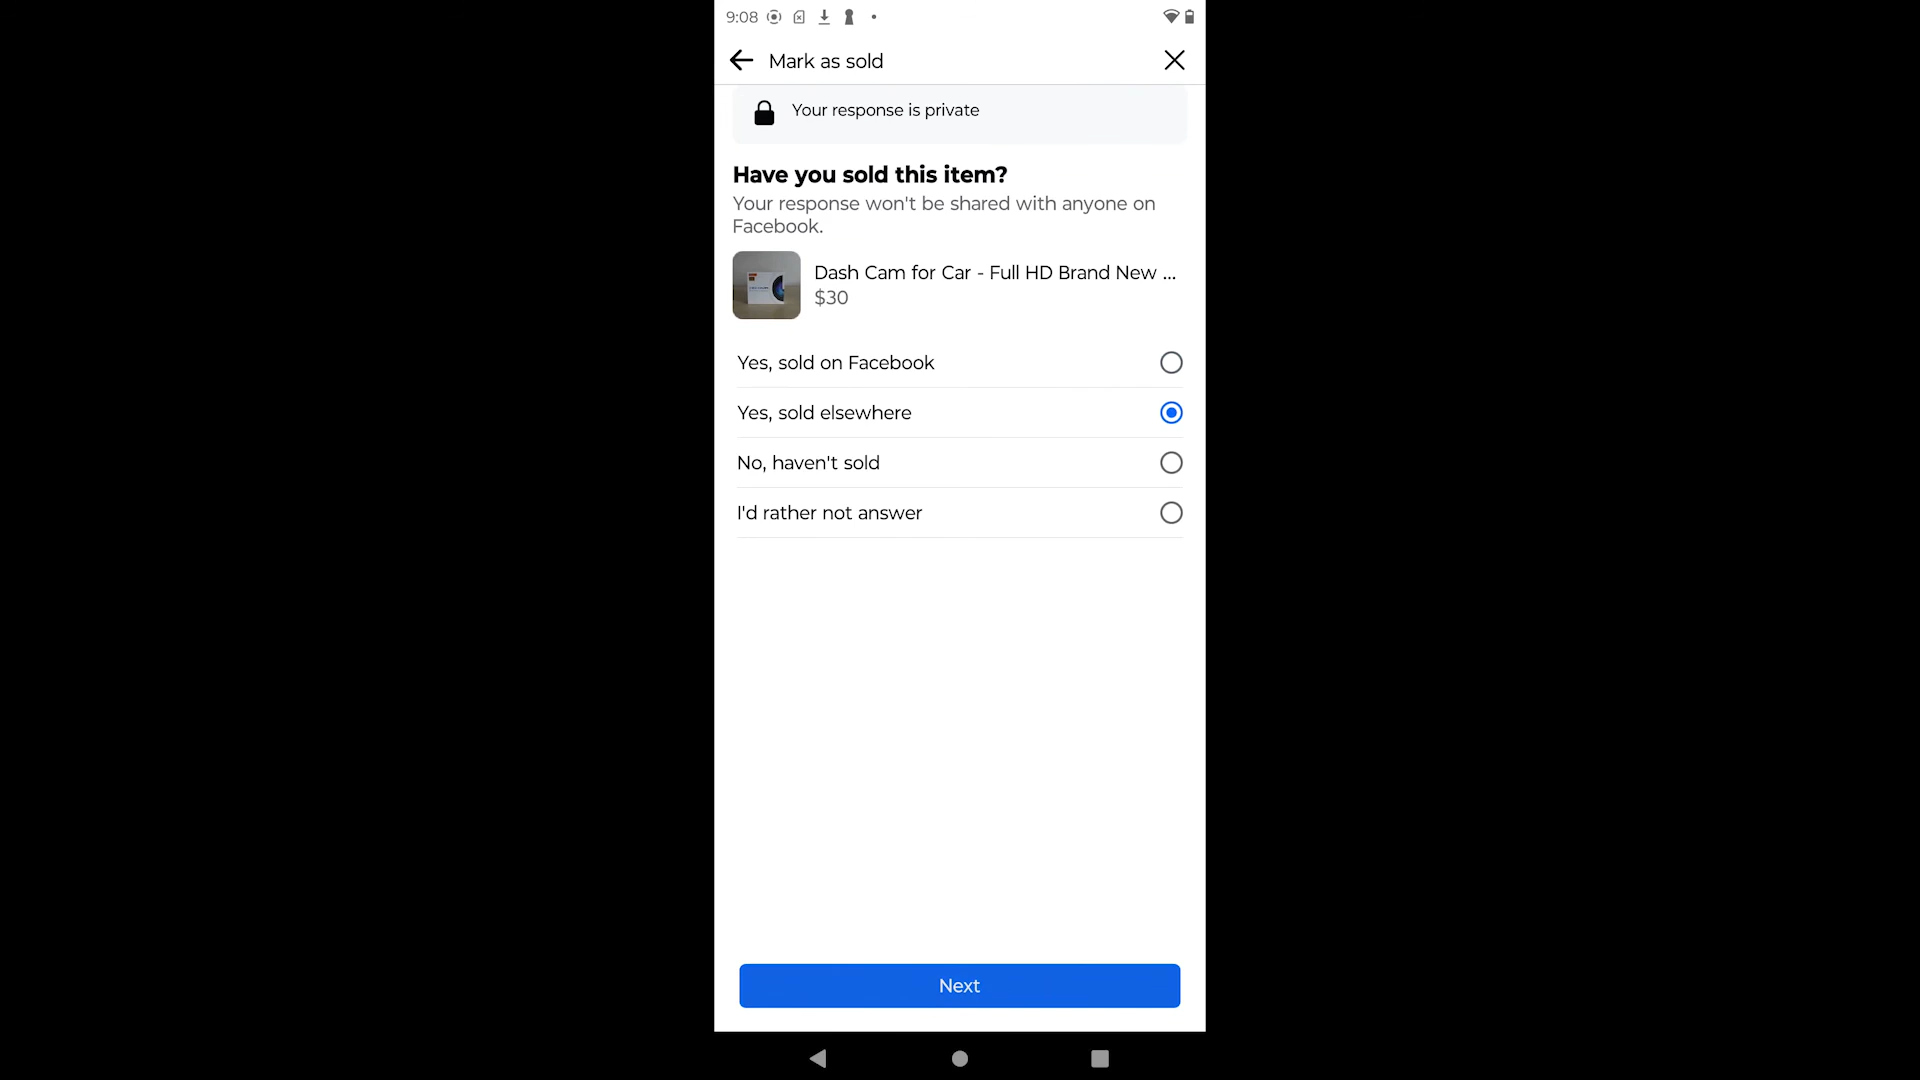 9:08
Mark as sold
Your response is private
Have you sold this item?
Your response won't be shared with anyone on
Facebook.
Dash Cam for Car - Full HD Brand New ...
$30
Yes, sold on Facebook
Yes, sold elsewhere
No, haven't sold
I'd rather not answer
Next